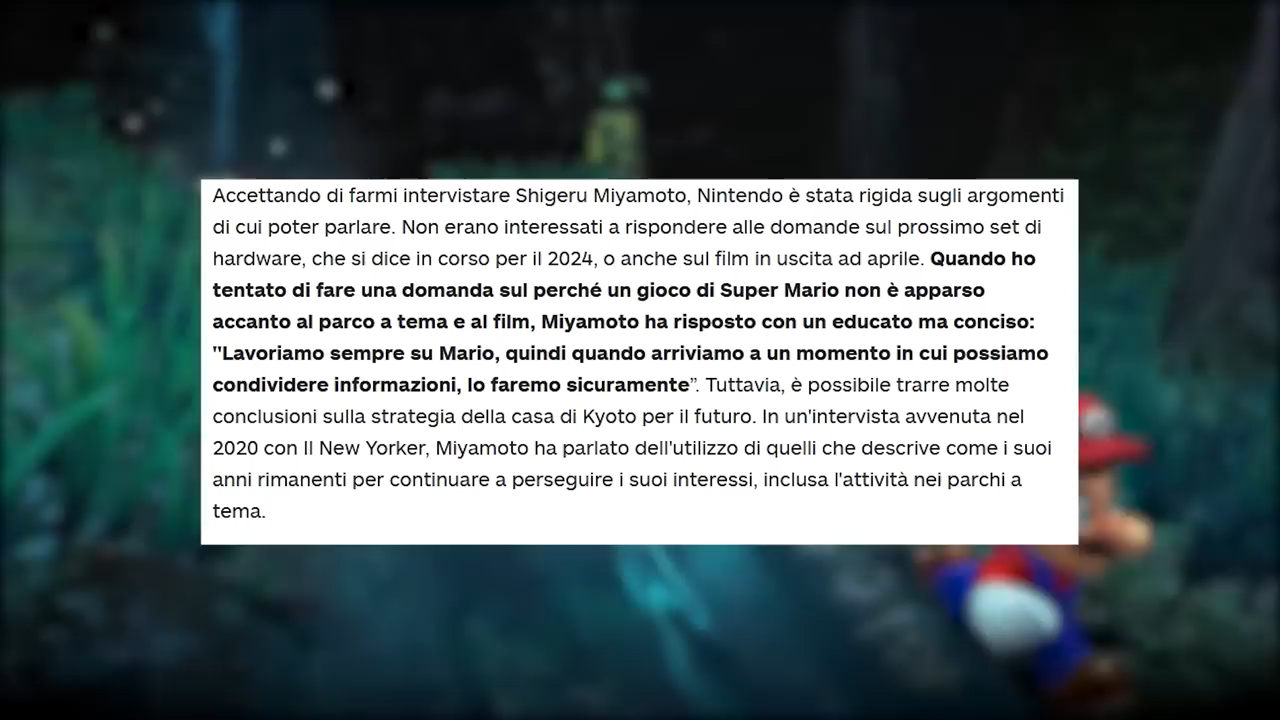 Accettando di farmi intervistare Shigeru Miyamoto, Nintendo è stata rigida sugli argomenti
di cui poter parlare. Non erano interessati a rispondere alle domande sul prossimo set di
hardware, che si dice in corso per il 2024, o anche sul film in uscita ad aprile. Quando ho
tentato di fare una domanda sul perché un gioco di Super Mario non è apparso
accanto al parco a tema e al film, Miyamoto ha risposto con un educato ma conciso:
"Lavoriamo sempre su Mario, quindi quando arriviamo a un momento in cui possiamo
condividere informazioni, lo faremo sicuramente”. Tuttavia, è possibile trarre molte
conclusioni sulla strategia della casa di Kyoto per il futuro. In un'intervista avvenuta nel
2020 con Il New Yorker, Miyamoto ha parlato dell'utilizzo di quelli che descrive come i suoi
anni rimanenti per continuare a perseguire i suoi interessi, inclusa l'attività nei parchi a
tema.